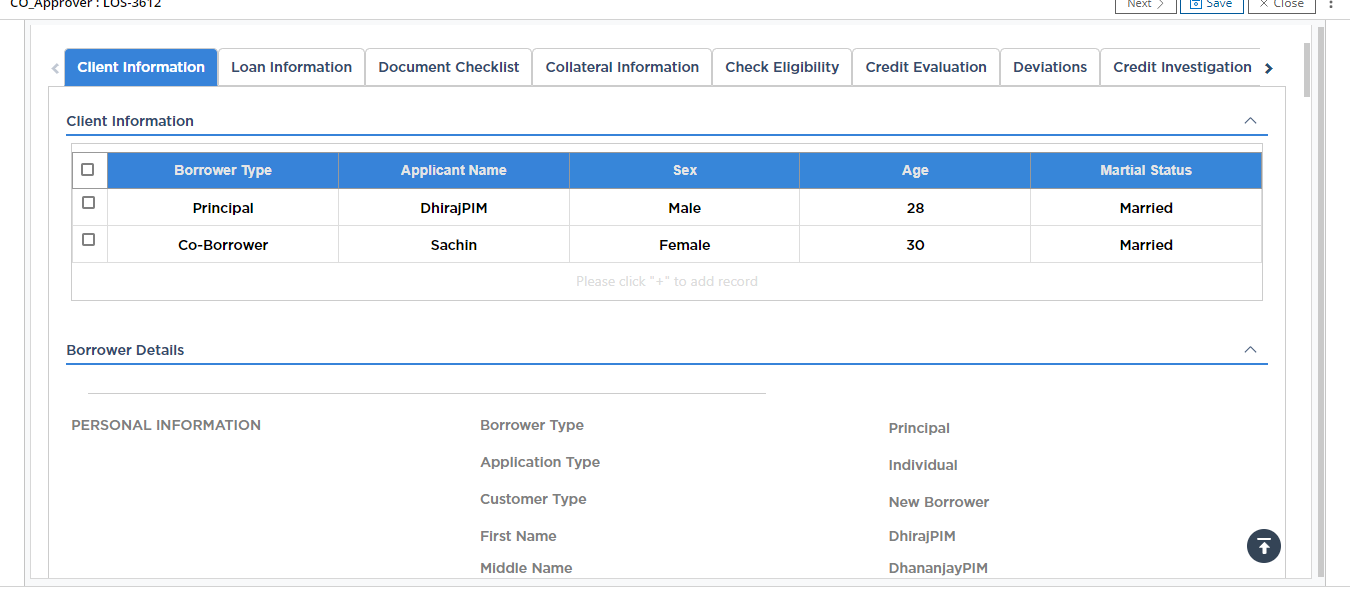 CO_Approver : LOS-3612
Next Save Close
Client Information Loan Information Document Checklist Collateral Information Check Eligibility Credit Evaluation Deviations Credit Investigation
Client Information
Borrower Type Applicant Name Sex Age Martial Status
Principal DhirajPIM Male 28 Married
Co-Borrower Sachin Female 30 Married
Please click "+" to add record
Borrower Details
PERSONAL INFORMATION Borrower Type Principal
Application Type Individual
Customer Type New Borrower
First Name DhirajPIM
Middle Name DhananjayPIM